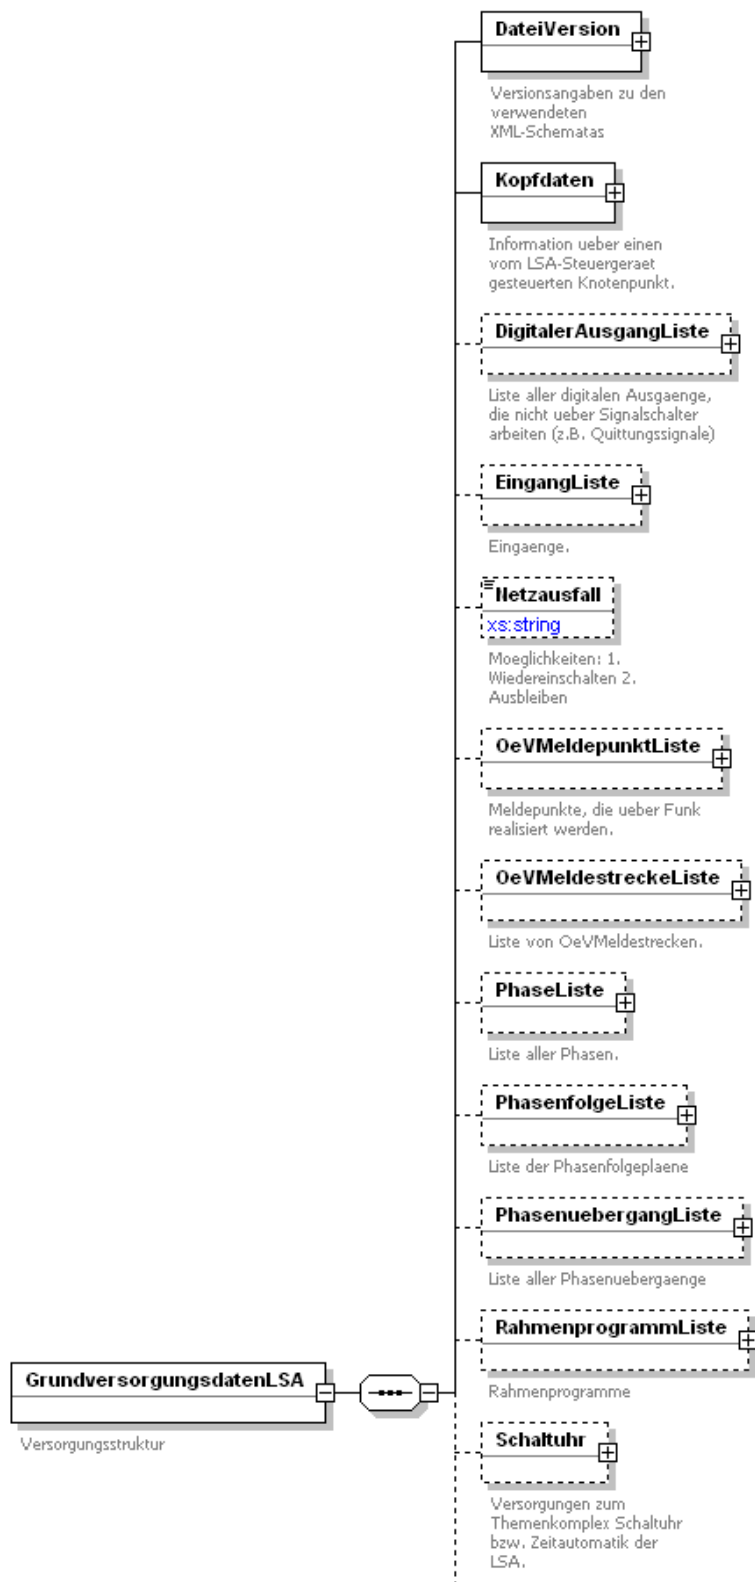 DateiVersion
Versionsangaben zu den
verwendeten
XML-Schematas
Kopfdaten
Information ueber einen
vom LSA-Steuergeraet
gesteuerten Knotenpunkt.
DigitalerAusgangListe
Liste aller digitalen Ausgaenge,
die nicht ueber Signalschalter
arbeiten (z.B. Quittungssignale)
EingangListe
Eingaenge.
Netzausfall
xs:string
Moeglichkeiten: 1.
Wiedereinschalten 2.
Ausbleiben
OeVMeldepunktListe
Meldepunkte, die ueber Funk
realisiert werden.
OeVMeldestreckeListe
Liste von OeVMeldestrecken.
PhaseListe
Liste aller Phasen.
PhasenfolgeListe
Liste der Phasenfolgeplaene
PhasenuebergangListe
Liste aller Phasenuebergaenge
RahmenprogrammListe
Rahmenprogramme
GrundversorgungsdatenLSA
Versorgungsstruktur
Schaltuhr
Versorgungen zum
Themenkomplex Schaltuhr
bzw. Zeitautomatik der
LSA.